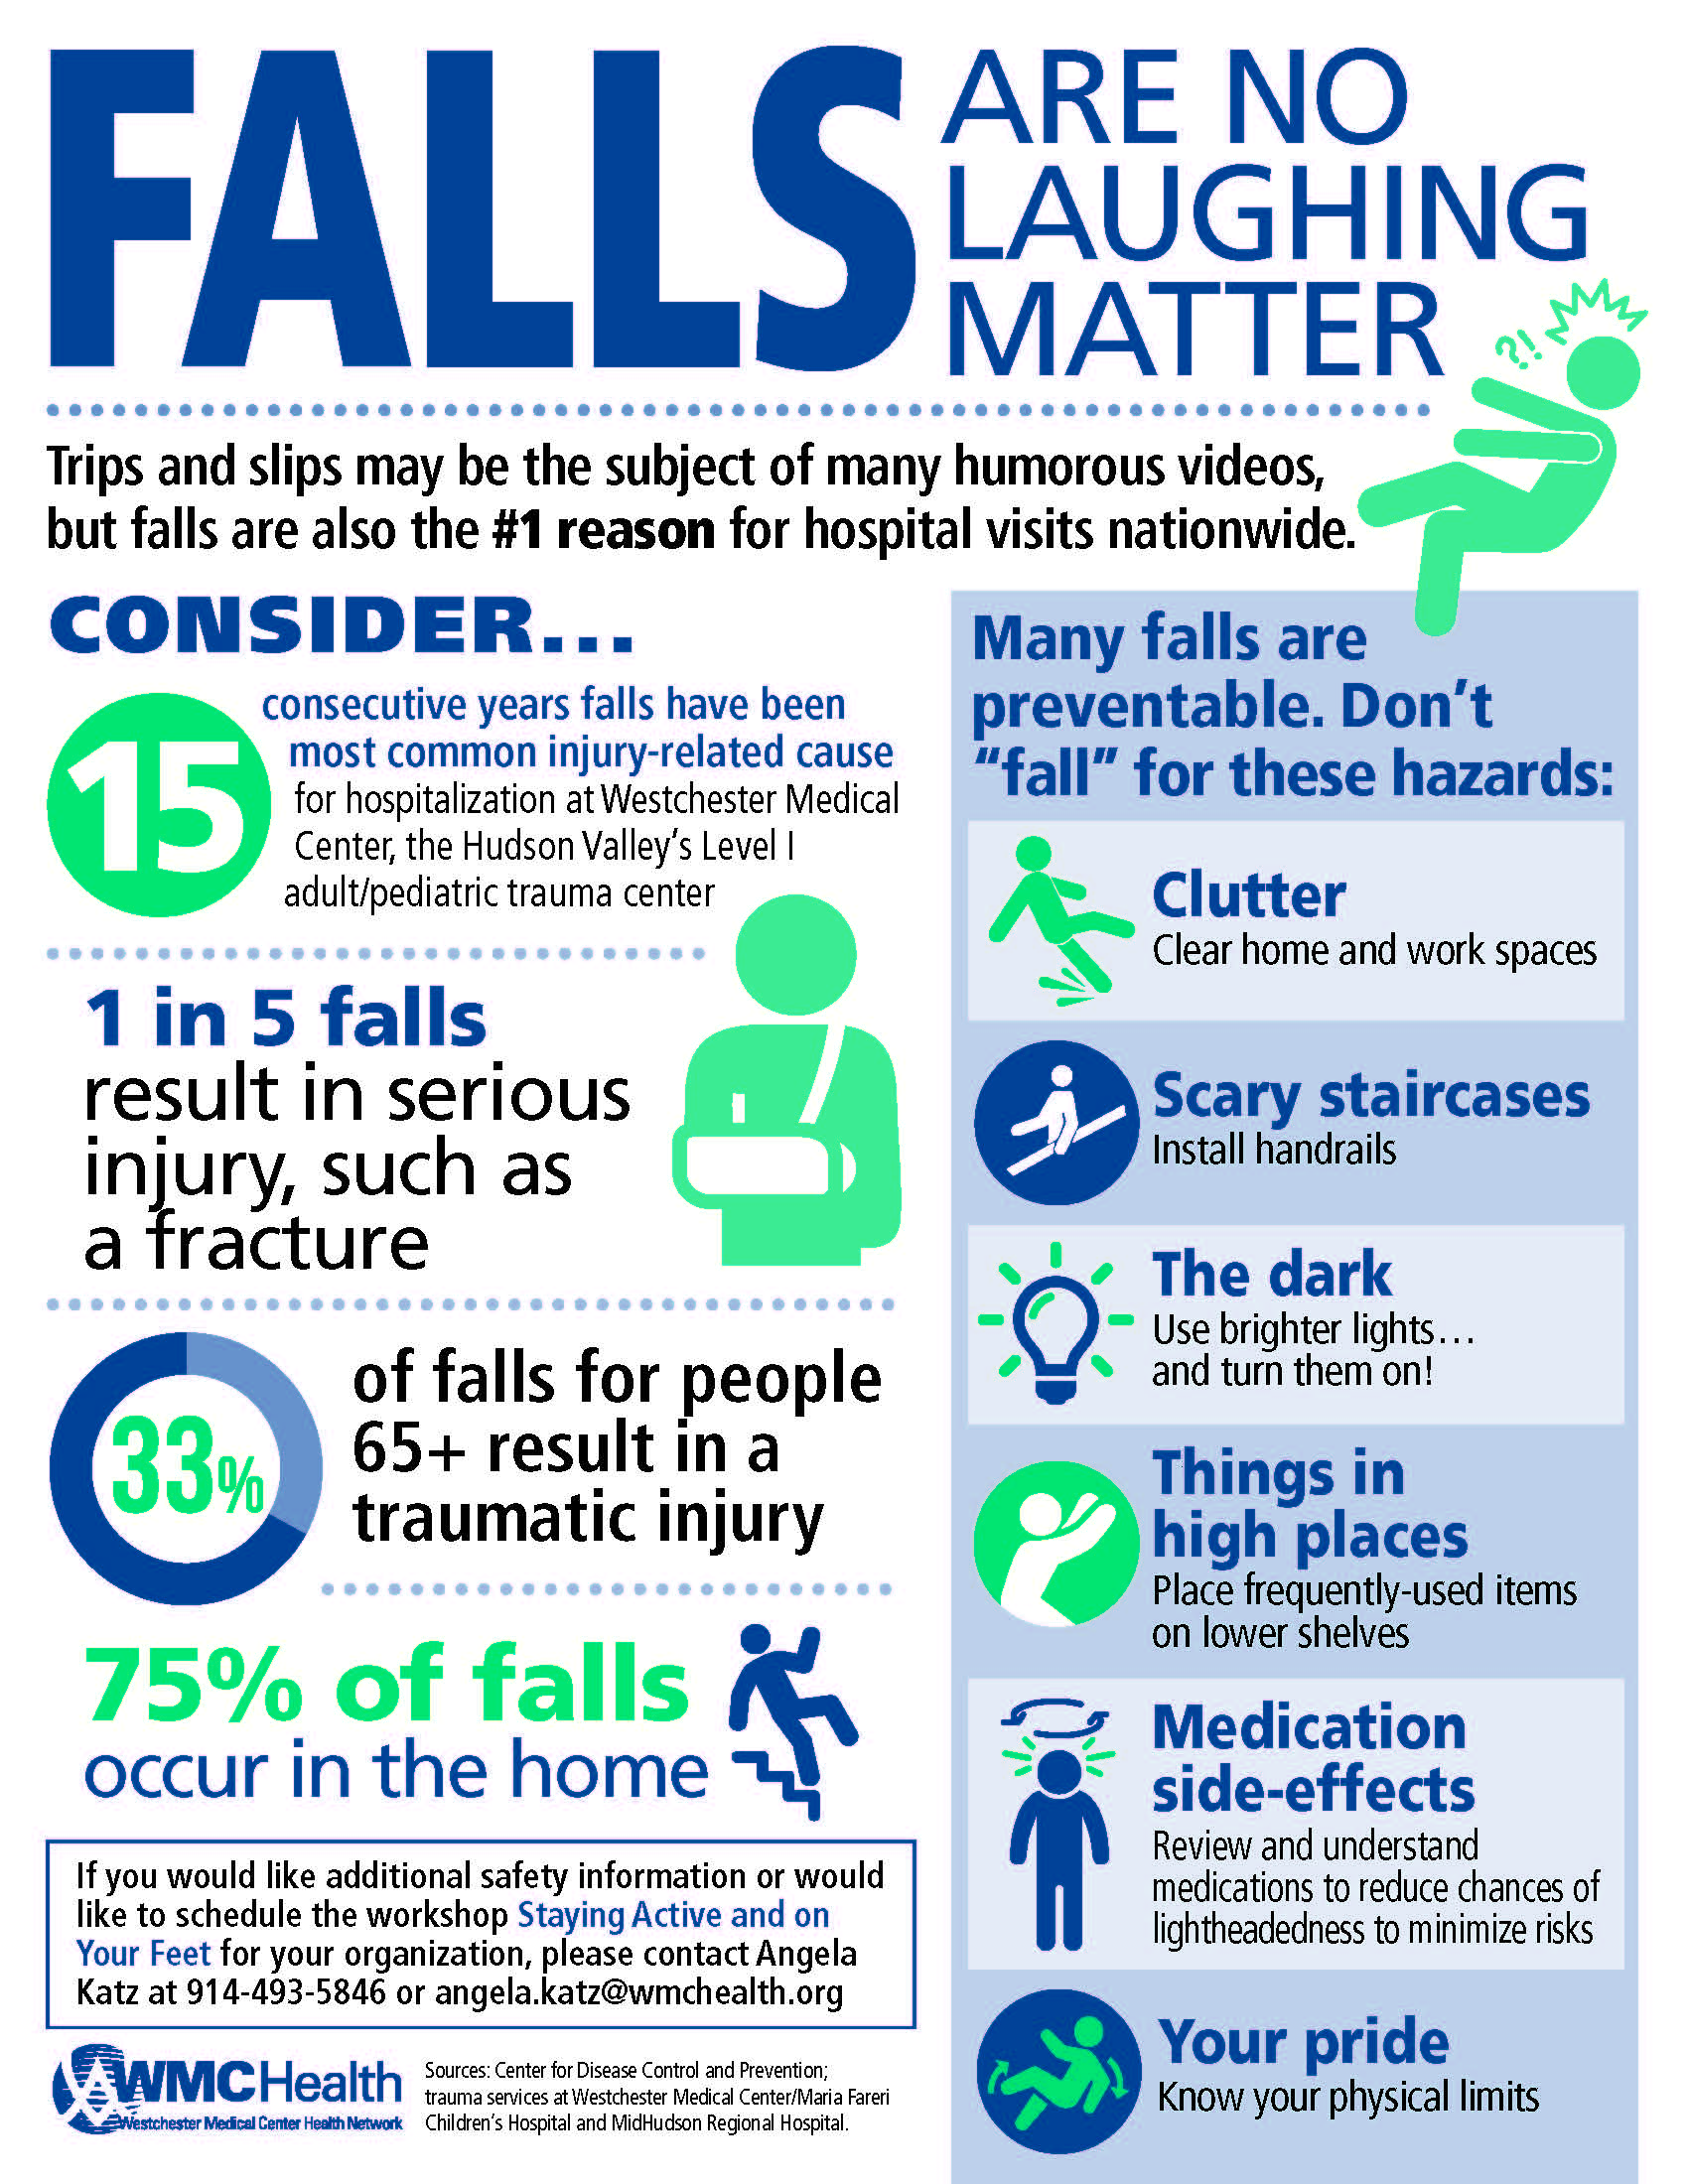 FALLS
ARE NO
LAUGHING
MATTER
?!
Trips and slips may be the subject of many humorous videos,
but falls are also the #1 reason for hospital visits nationwide.
CONSIDER...
15
consecutive years falls have been
most common injury-related cause
for hospitalization at Westchester Medical
Center, the Hudson Valley's Level I
adult/pediatric trauma center
1 in 5 falls
result in serious
injury, such as
a fracture
33%
of falls for people
65+ result in a
traumatic injury
75% of falls
occur in the home
If you would like additional safety information or would
like to schedule the workshop Staying Active and on
Your Feet for your organization, please contact Angela
Katz at 914-493-5846 or angela.katz@wmchealth.org
WMCHealth
Westchester Medical Center Health Network
Sources: Center for Disease Control and Prevention;
trauma services at Westchester Medical Center/Maria Fareri
Children's Hospital and MidHudson Regional Hospital.
Many falls are
preventable. Don't
"fall" for these hazards:
Clutter
Clear home and work spaces
Scary staircases
Install handrails
The dark
Use brighter lights...
and turn them on!
Things in
high places
Place frequently-used items
on lower shelves
Medication
side-effects
Review and understand
medications to reduce chances of
lightheadedness to minimize risks
Your pride
Know your physical limits